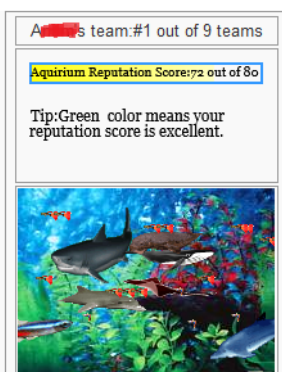 team:#1 out of 9 teams
Aquirium Reputation Score:72 out of 80
Tip:Green color means your
reputation score is excellent.